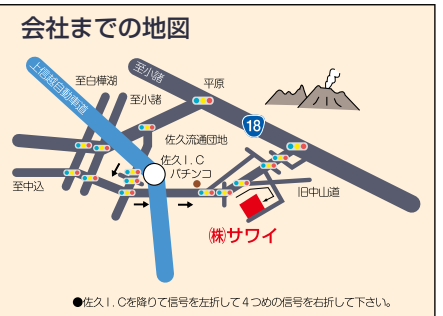 会社までの地図
上信越自動車道
至小諸
至白樺湖
至小諸
平原
18
佐久流通団地
佐久I.C
パチンコ
至中込
旧中山道
㈱サワイ
●佐久I.Cを降りて信号を左折して4つめの信号を右折して下さい。